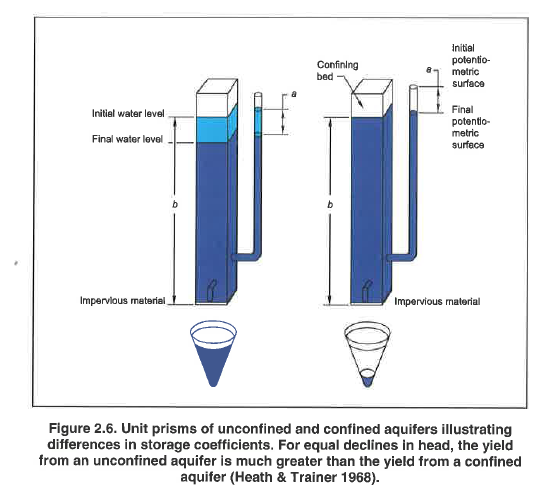 Initial water level
Final water level
a
b
Impervious material
Confining
bed
a
Initial
potentio-
metric
surface
Final
potentio-
metric
surface
b
Impervious material
Figure 2.6. Unit prisms of unconfined and confined aquifers illustrating
differences in storage coefficients. For equal declines in head, the yield
from an unconfined aquifer is much greater than the yield from a confined
aquifer (Heath & Trainer 1968).